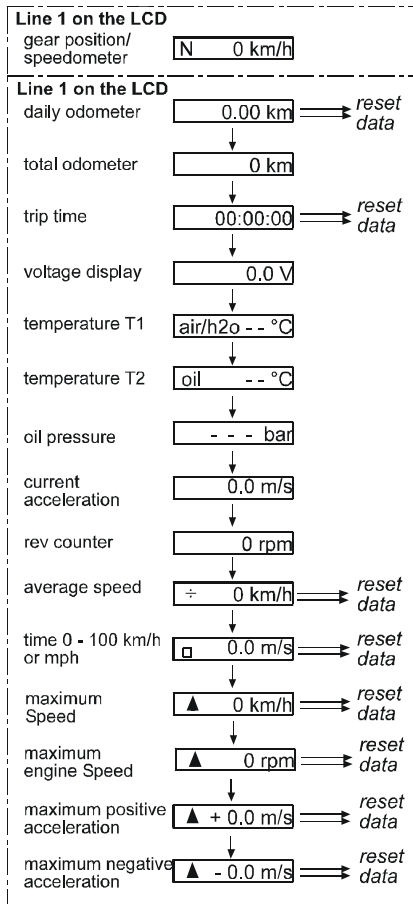 Line 1 on the LCD
gear position/
speedometer
N 0 km/h
Line 1 on the LCD
daily odometer
0.00 km
reset
data
total odometer
0 km
trip time
00:00:00
reset
data
voltage display
0.0 V
temperature T1
air/h2o - - °C
temperature T2
oil - - °C
oil pressure
- - - bar
current
acceleration
0.0 m/s
rev counter
0 rpm
average speed
÷ 0 km/h
reset
data
time 0 - 100 km/h
or mph
0.0 m/s
reset
data
maximum
Speed
▲ 0 km/h
reset
data
maximum
engine Speed
▲ 0 rpm
reset
data
maximum positive
acceleration
▲ + 0.0 m/s
reset
data
maximum negative
acceleration
▲ - 0.0 m/s
reset
data